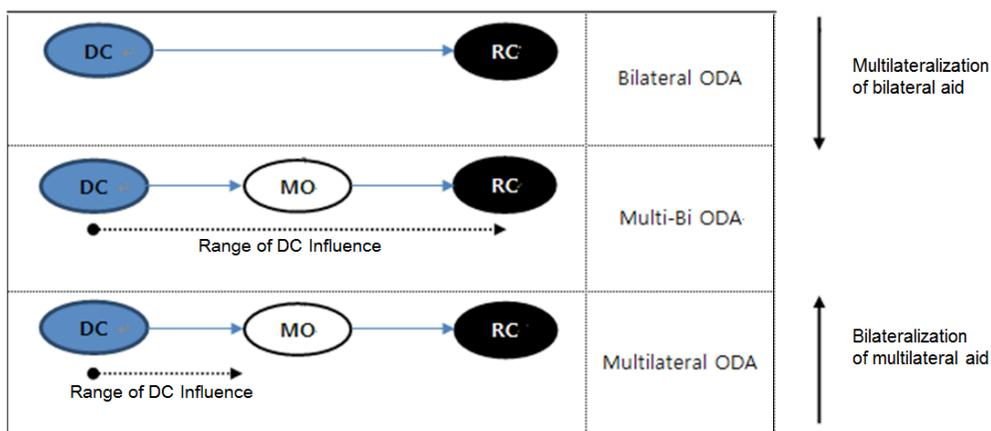 DC
RC
Bilateral ODA
Multilateralization
of bilateral aid
DC
MO
RC
Multi-Bi ODA
Range of DC Influence
DC
MO
RC
Multilateral ODA
Bilateralization
of multilateral aid
Range of DC Influence